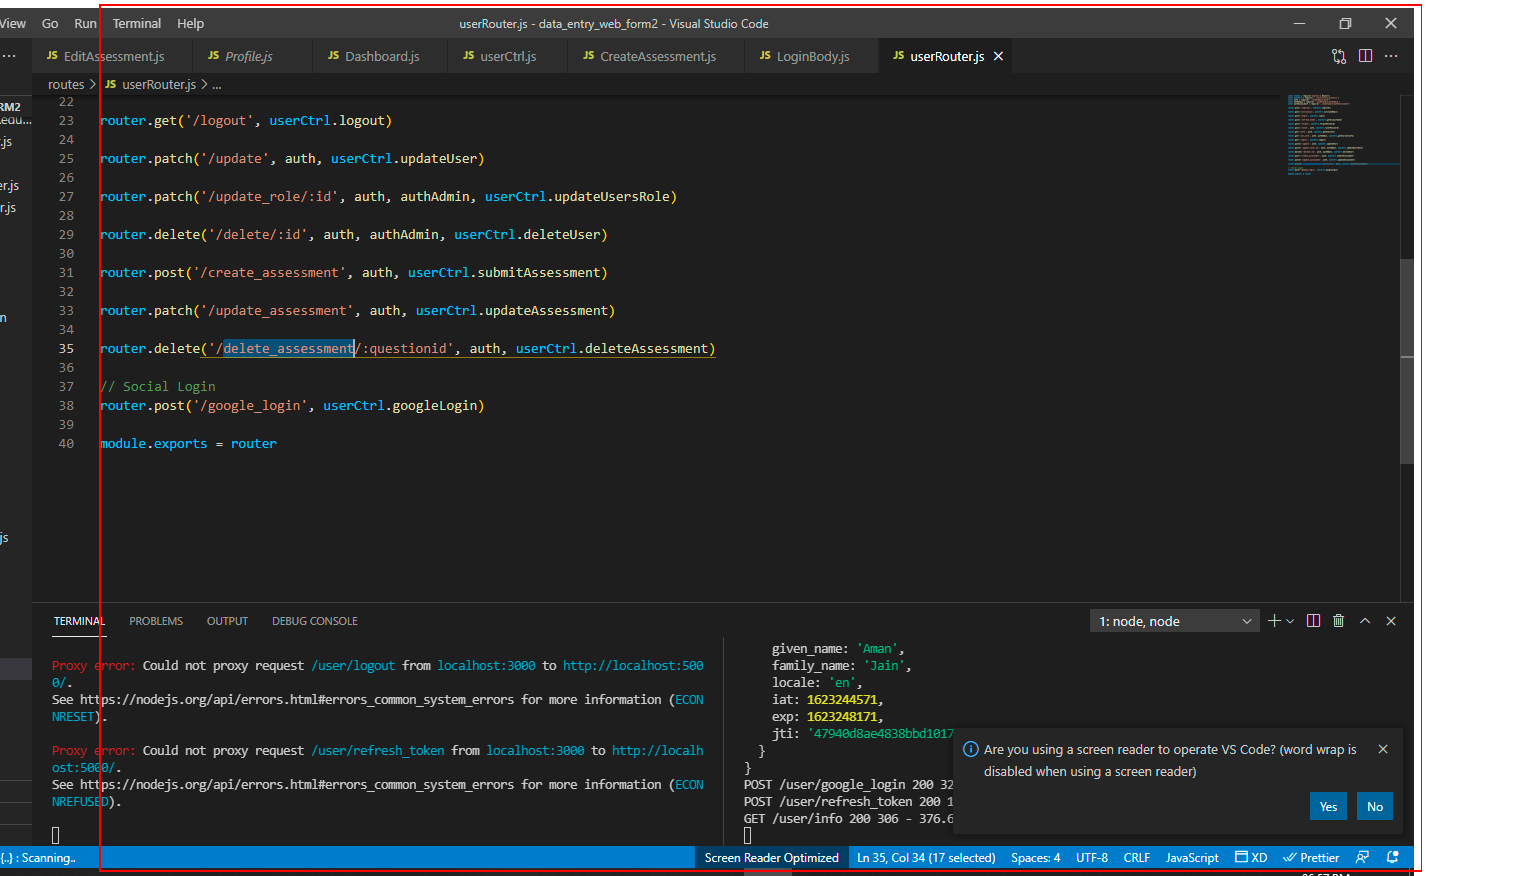 View Go Run Terminal Help userRouter.js - data_entry_web_form2 - Visual Studio Code
JS EditAssessment.js JS Profile.js JS Dashboard.js JS userCtrl.js JS CreateAssessment.js JS LoginBody.js JS userRouter.js
routes > JS userRouter.js > ...
RM2
.edu...
.js
er.js
r.js
n
js
22
23 router.get('/logout', userCtrl.logout)
24
25 router.patch('/update', auth, userCtrl.updateUser)
26
27 router.patch('/update_role/:id', auth, authAdmin, userCtrl.updateUsersRole)
28
29 router.delete('/delete/:id', auth, authAdmin, userCtrl.deleteUser)
30
31 router.post('/create_assessment', auth, userCtrl.submitAssessment)
32
33 router.patch('/update_assessment', auth, userCtrl.updateAssessment)
34
35 router.delete('/delete_assessment/:questionid', auth, userCtrl.deleteAssessment)
36
37 // Social Login
38 router.post('/google_login', userCtrl.googleLogin)
39
40 module.exports = router
TERMINAL PROBLEMS OUTPUT DEBUG CONSOLE 1: node, node
Proxy error: Could not proxy request /user/logout from localhost:3000 to http://localhost:500
0/.
See https://nodejs.org/api/errors.html#errors_common_system_errors for more information (ECON
NRESET).
Proxy error: Could not proxy request /user/refresh_token from localhost:3000 to http://localh
ost:5000/.
See https://nodejs.org/api/errors.html#errors_common_system_errors for more information (ECON
NREFUSED).
given_name: 'Aman',
family_name: 'Jain',
locale: 'en',
iat: 1623244571,
exp: 1623248171,
jti: '47940d8ae4838bbd1017
}
}
POST /user/google_login 200 32
POST /user/refresh_token 200 1
GET /user/info 200 306 - 376.6
Are you using a screen reader to operate VS Code? (word wrap is
disabled when using a screen reader)
Yes No
{..} : Scanning.. Screen Reader Optimized Ln 35, Col 34 (17 selected) Spaces: 4 UTF-8 CRLF JavaScript XD Prettier